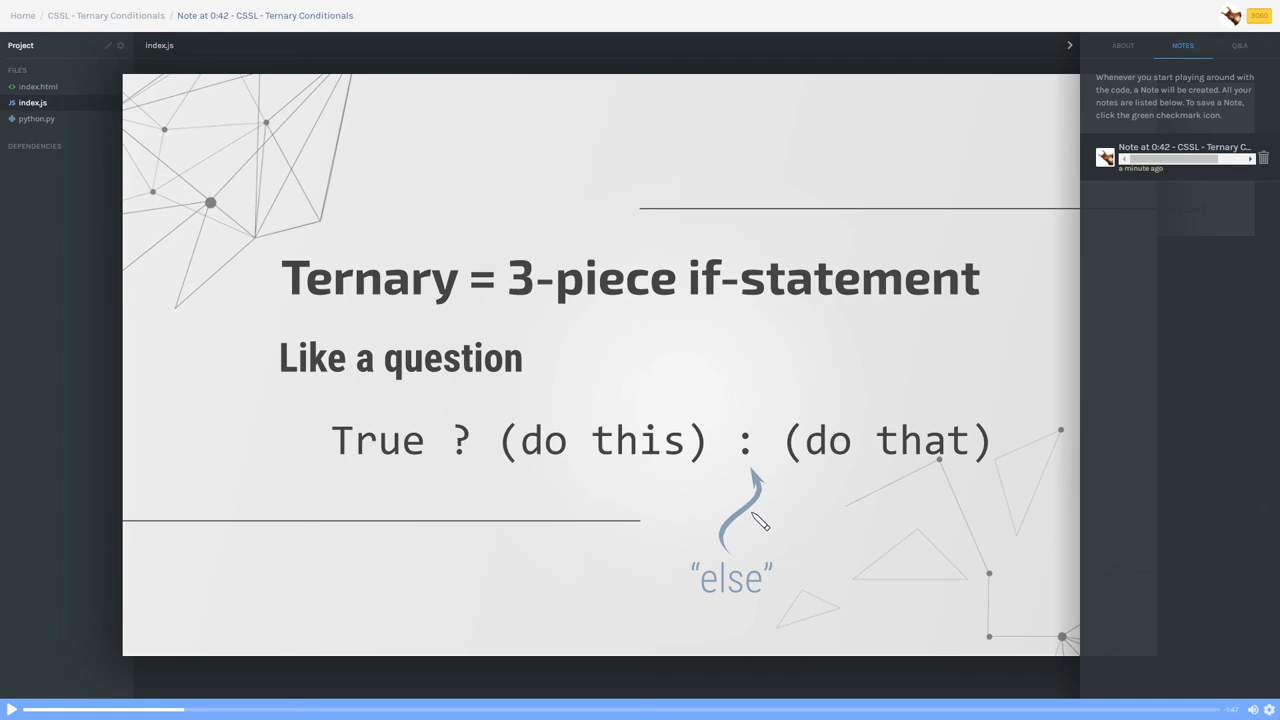 Home / CSSL - Ternary Conditionals / Note at 0:42 - CSSL - Ternary Conditionals
3060
Project
index.js
ABOUT
NOTES
Q&A
FILES
index.html
index.js
python.py
DEPENDENCIES
Whenever you start playing around with
the code, a Note will be created. All your
notes are listed below. To save a Note,
click the green checkmark icon.
Note at 0:42 - CSSL - Ternary C...
a minute ago
Ternary = 3-piece if-statement
Like a question
True ? (do this) : (do that)
“else”
-1:47